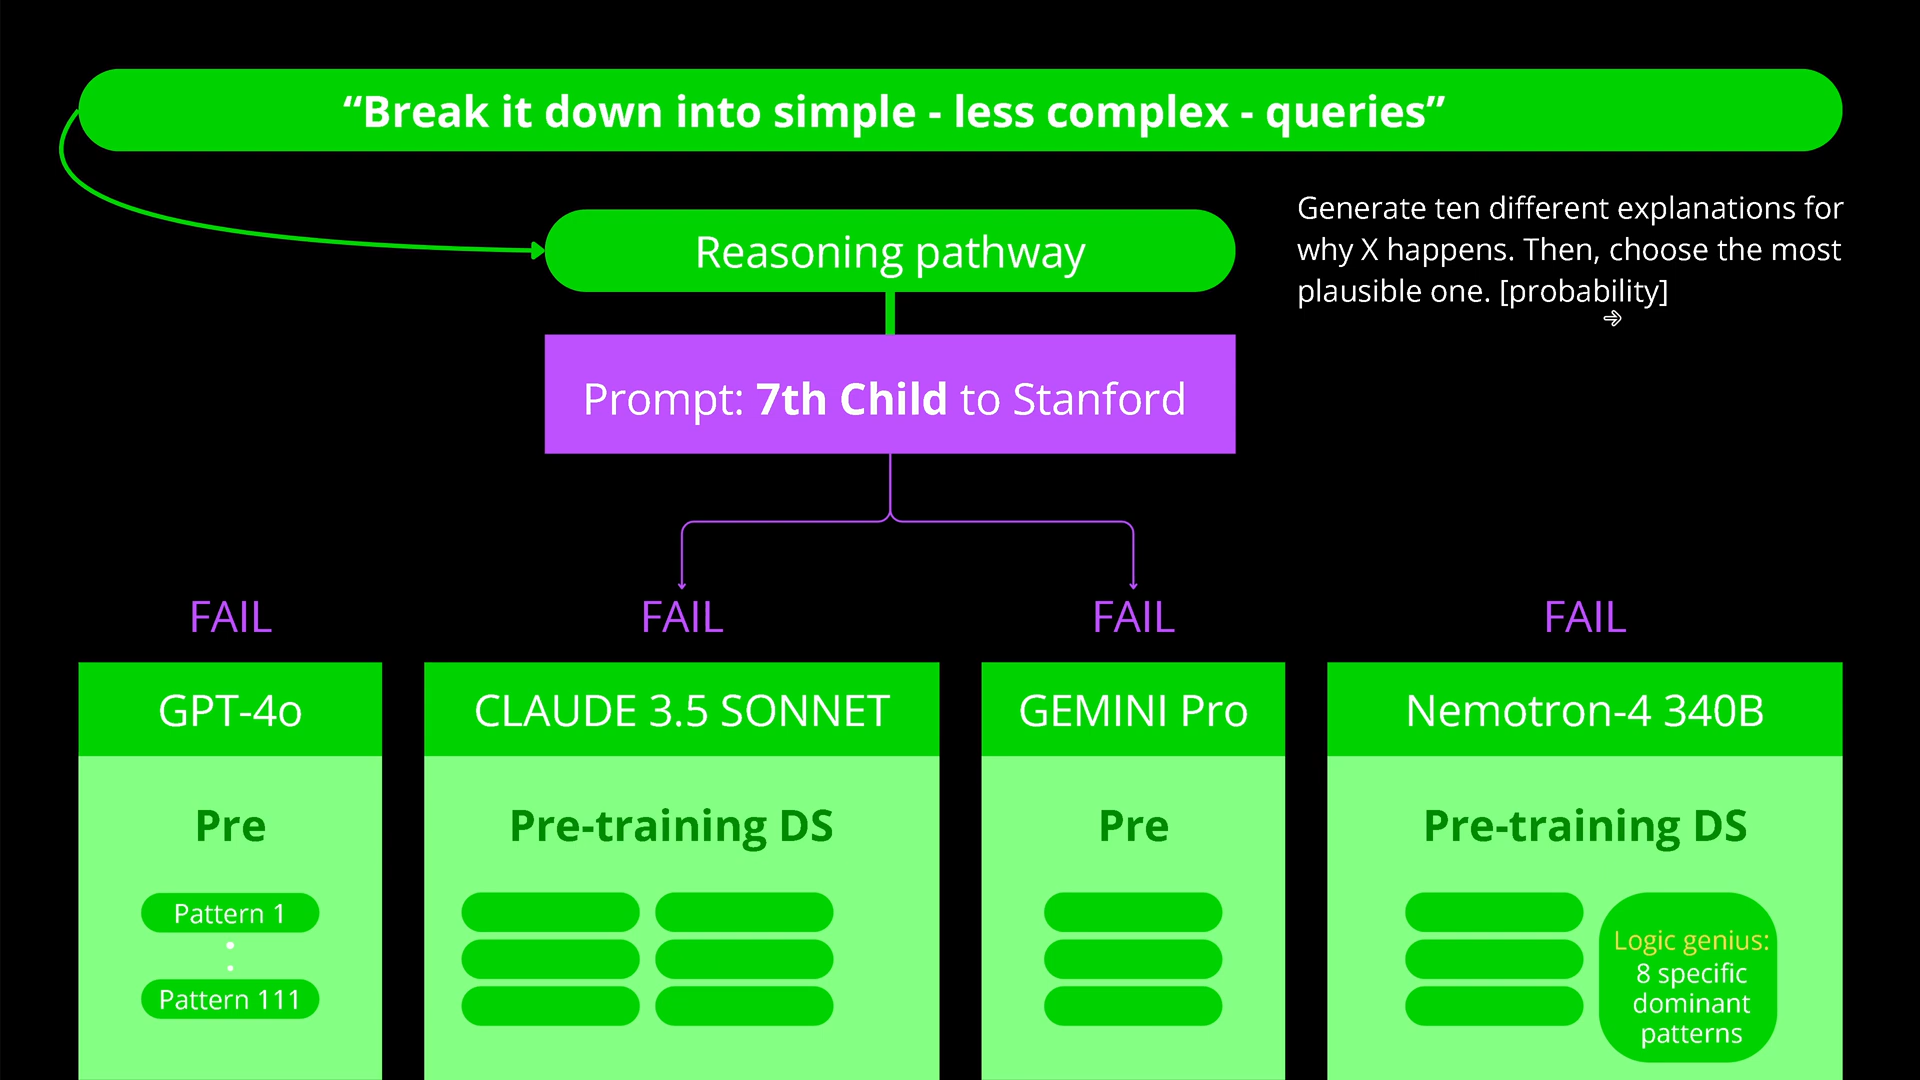 “Break it down into simple - less complex - queries”
Reasoning pathway
Generate ten different explanations for
why X happens. Then, choose the most
plausible one. [probability]
Prompt: 7th Child to Stanford
FAIL
FAIL
FAIL
FAIL
GPT-4o
CLAUDE 3.5 SONNET
GEMINI Pro
Nemotron-4 340B
Pre
Pre-training DS
Pre
Pre-training DS
Pattern 1
Pattern 111
Logic genius:
8 specific
dominant
patterns